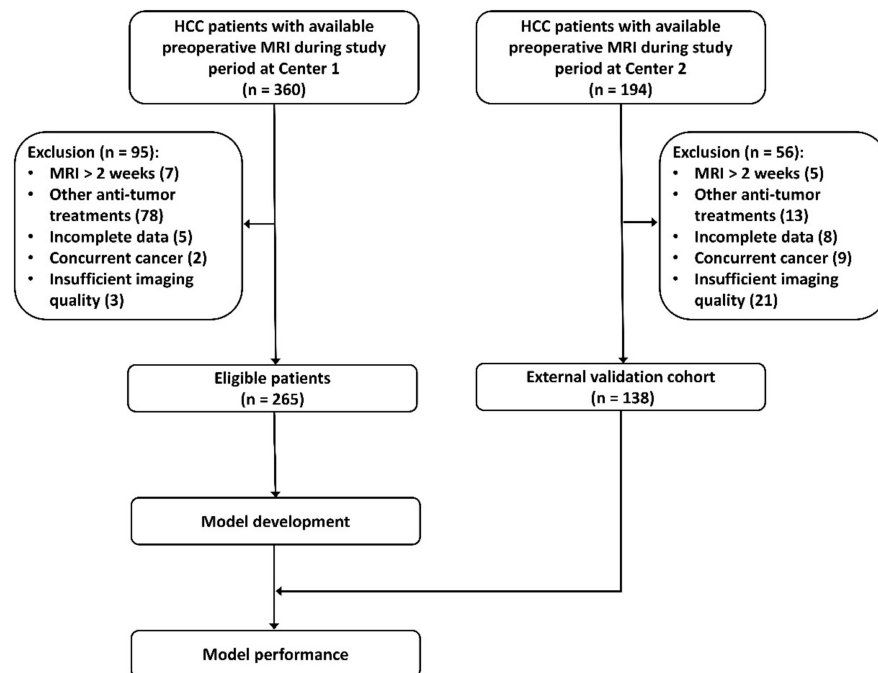 HCC patients with available
preoperative MRI during study
period at Center 1
(n = 360)
HCC patients with available
preoperative MRI during study
period at Center 2
(n = 194)
Exclusion (n = 95):
• MRI > 2 weeks (7)
• Other anti-tumor
treatments (78)
• Incomplete data (5)
• Concurrent cancer (2)
• Insufficient imaging
quality (3)
Exclusion (n = 56):
• MRI > 2 weeks (5)
• Other anti-tumor
treatments (13)
• Incomplete data (8)
• Concurrent cancer (9)
• Insufficient imaging
quality (21)
Eligible patients
(n = 265)
External validation cohort
(n = 138)
Model development
Model performance